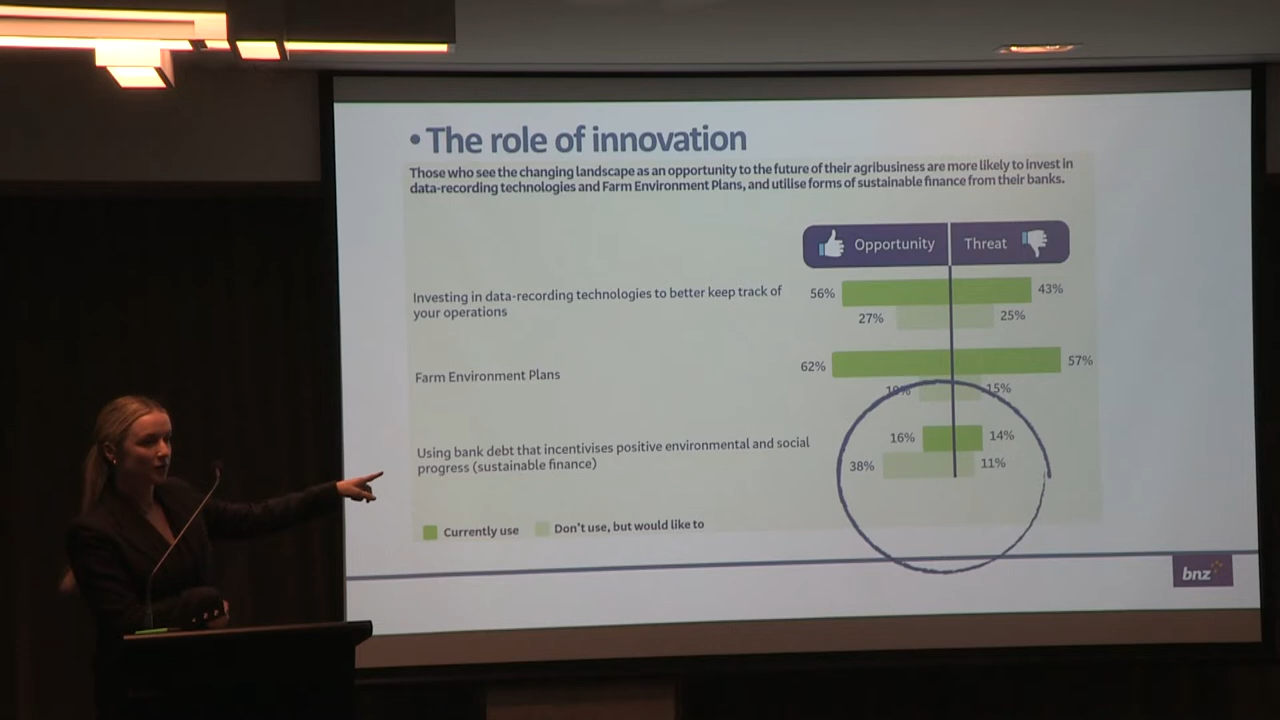 • The role of innovation
Those who see the changing landscape as an opportunity to the future of their agribusiness are more likely to invest in
data-recording technologies and Farm Environment Plans, and utilise forms of sustainable finance from their banks.
Opportunity Threat
Investing in data-recording technologies to better keep track of
your operations
56% 43%
27% 25%
Farm Environment Plans
62% 57%
15%
Using bank debt that incentivises positive environmental and social
progress (sustainable finance)
16% 14%
38% 11%
Currently use Don't use, but would like to
bnz